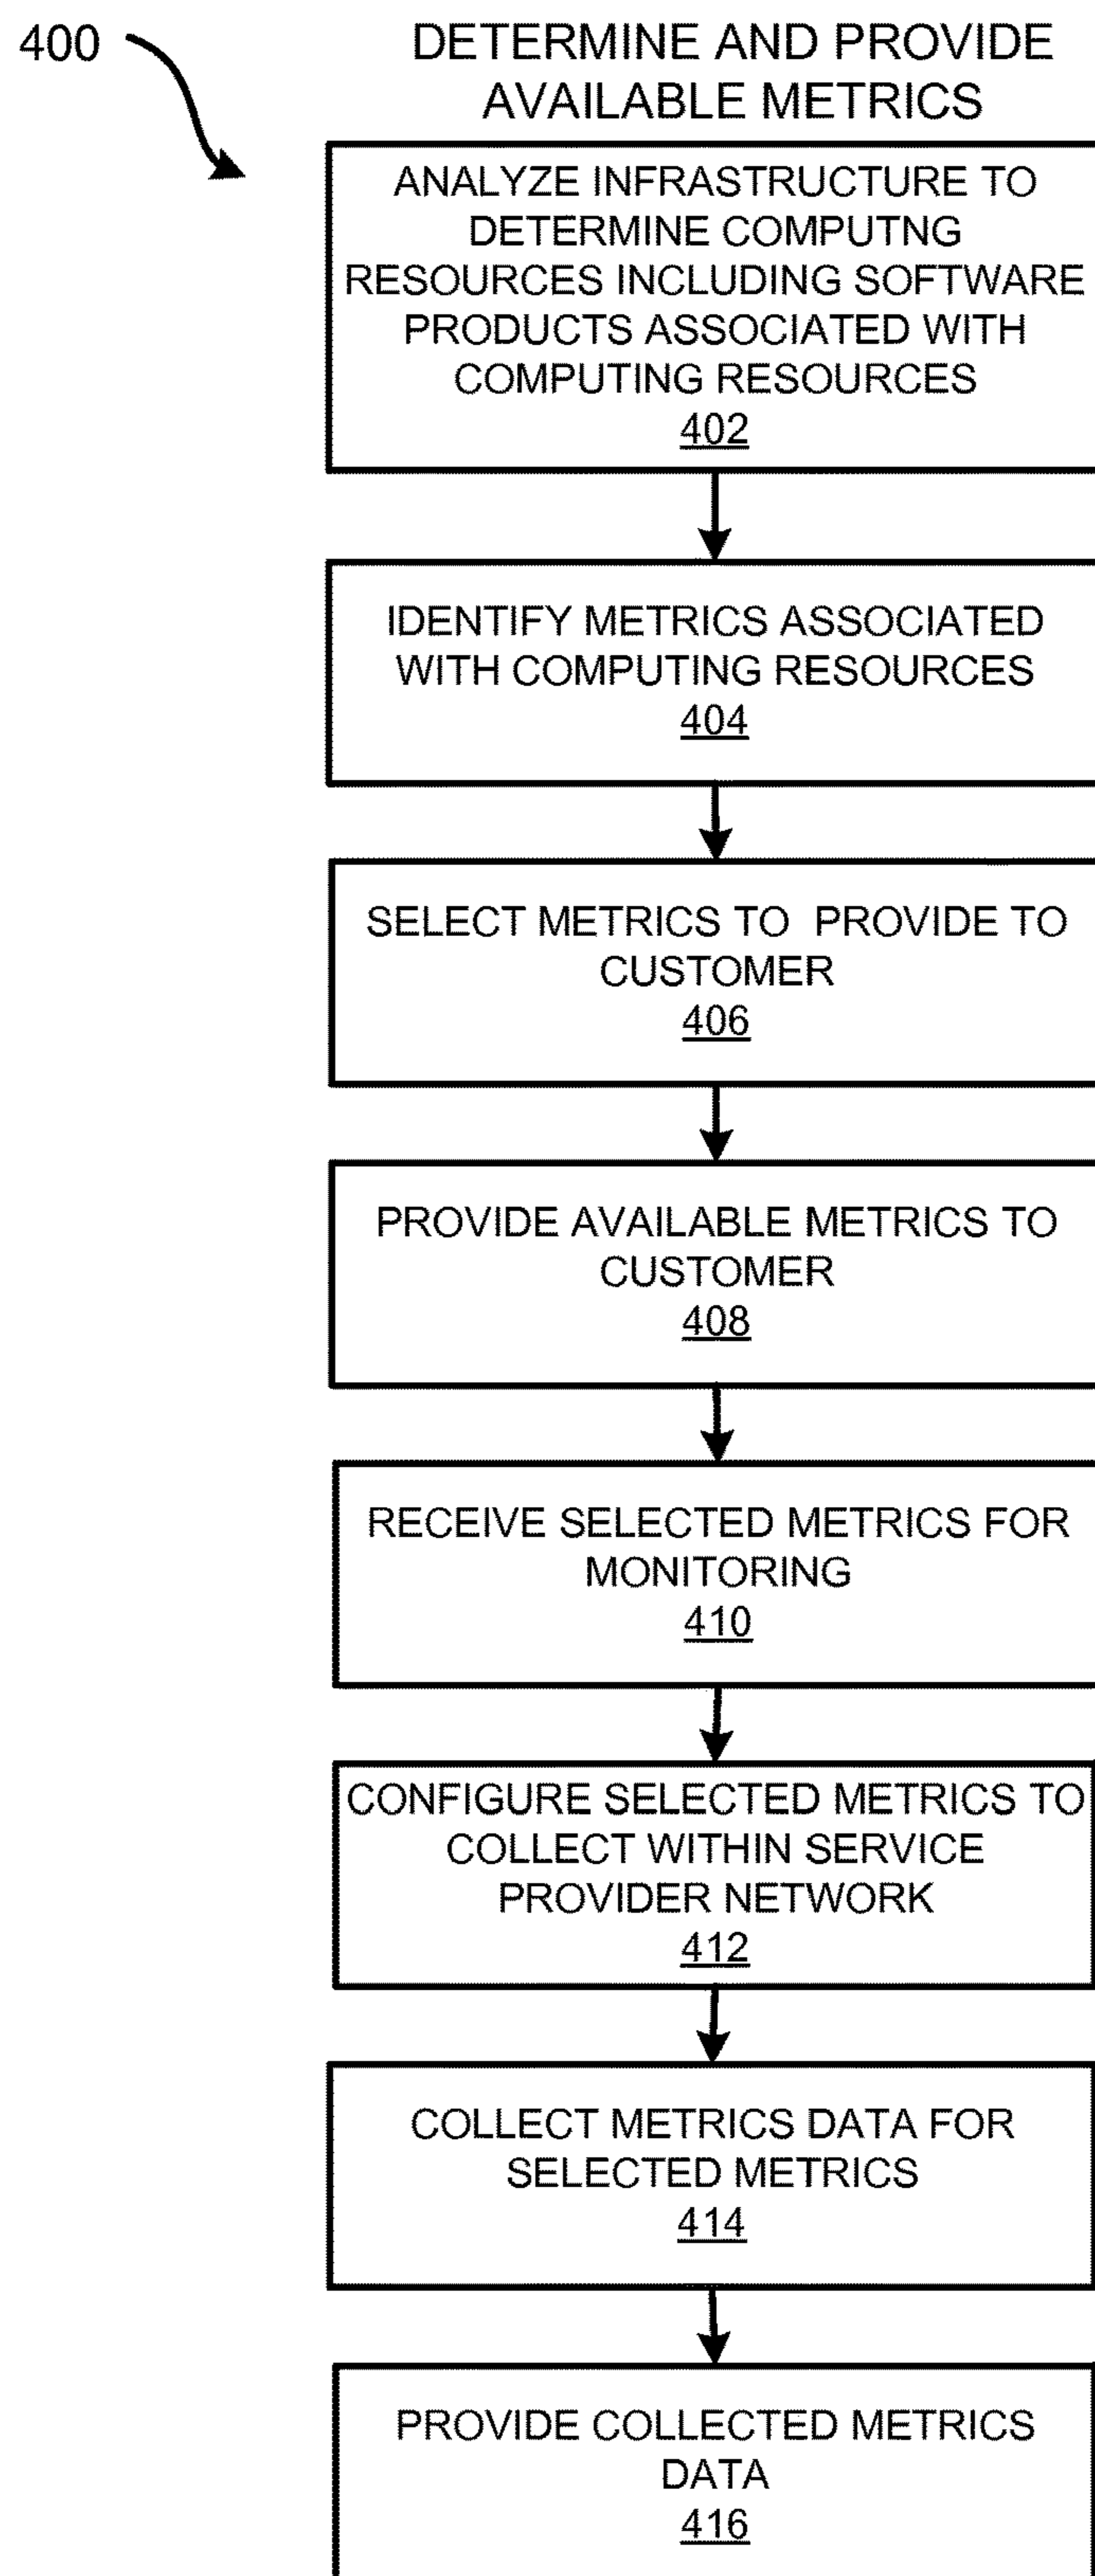 400
DETERMINE AND PROVIDE
AVAILABLE METRICS
ANALYZE INFRASTRUCTURE TO
DETERMINE COMPUTNG
RESOURCES INCLUDING SOFTWARE
PRODUCTS ASSOCIATED WITH
COMPUTING RESOURCES
402
IDENTIFY METRICS ASSOCIATED
WITH COMPUTING RESOURCES
404
SELECT METRICS TO PROVIDE TO
CUSTOMER
406
PROVIDE AVAILABLE METRICS TO
CUSTOMER
408
RECEIVE SELECTED METRICS FOR
MONITORING
410
CONFIGURE SELECTED METRICS TO
COLLECT WITHIN SERVICE
PROVIDER NETWORK
412
COLLECT METRICS DATA FOR
SELECTED METRICS
414
PROVIDE COLLECTED METRICS
DATA
416